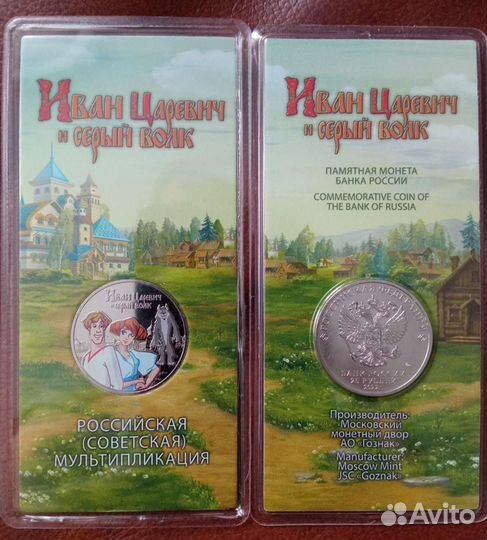 Иван Царевич
и серый волк
Иван Царевич
и серый волк
РОССИЙСКАЯ
(СОВЕТСКАЯ)
МУЛЬТИПЛИКАЦИЯ
Иван Царевич
и серый волк
ПАМЯТНАЯ МОНЕТА
БАНКА РОССИИ
COMMEMORATIVE COIN OF
THE BANK OF RUSSIA
РОССИЙСКАЯ ФЕДЕРАЦИЯ
БАНК РОССИИ
25 РУБЛЕЙ
2022
Производитель:
Московский
монетный двор
АО «Гознак»
Manufacturer:
Moscow Mint
JSC «Goznak»
Avito